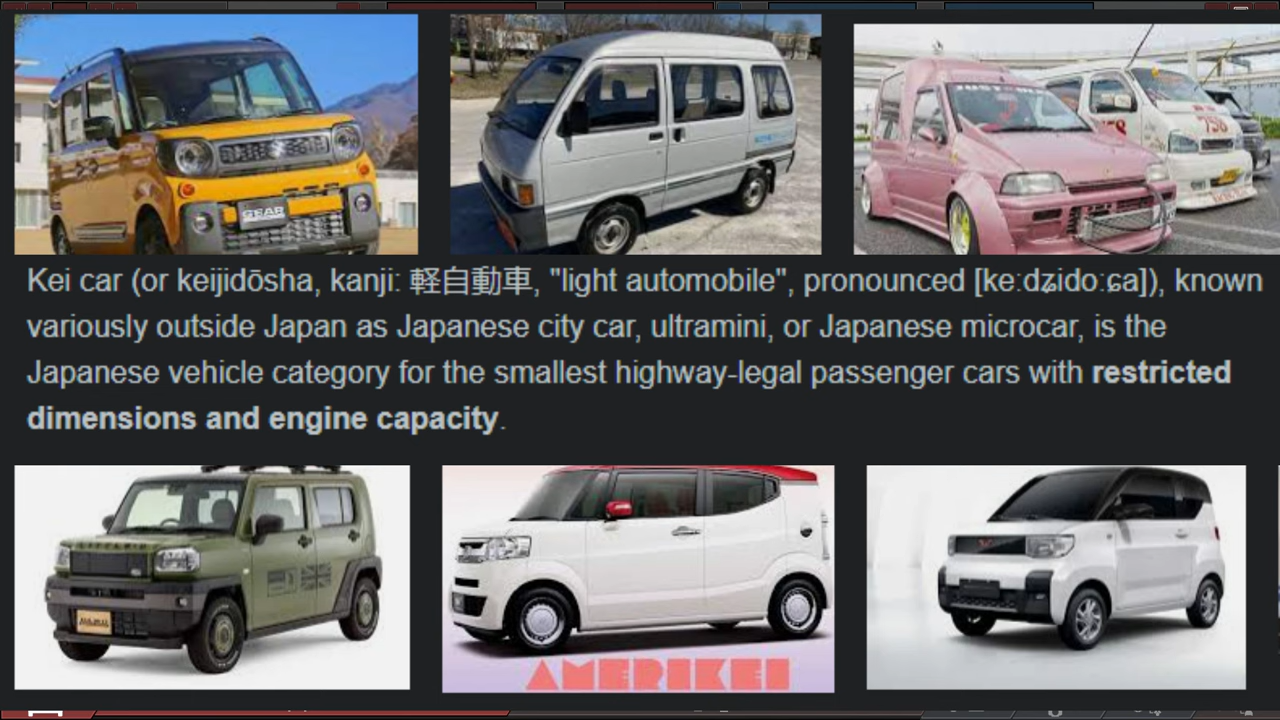 GEAR
758
758
Kei car (or keijidōsha, kanji: 軽自動車, "light automobile", pronounced [keːdʑidoːɕa]), known
variously outside Japan as Japanese city car, ultramini, or Japanese microcar, is the
Japanese vehicle category for the smallest highway-legal passenger cars with restricted
dimensions and engine capacity.
AMERIKEI